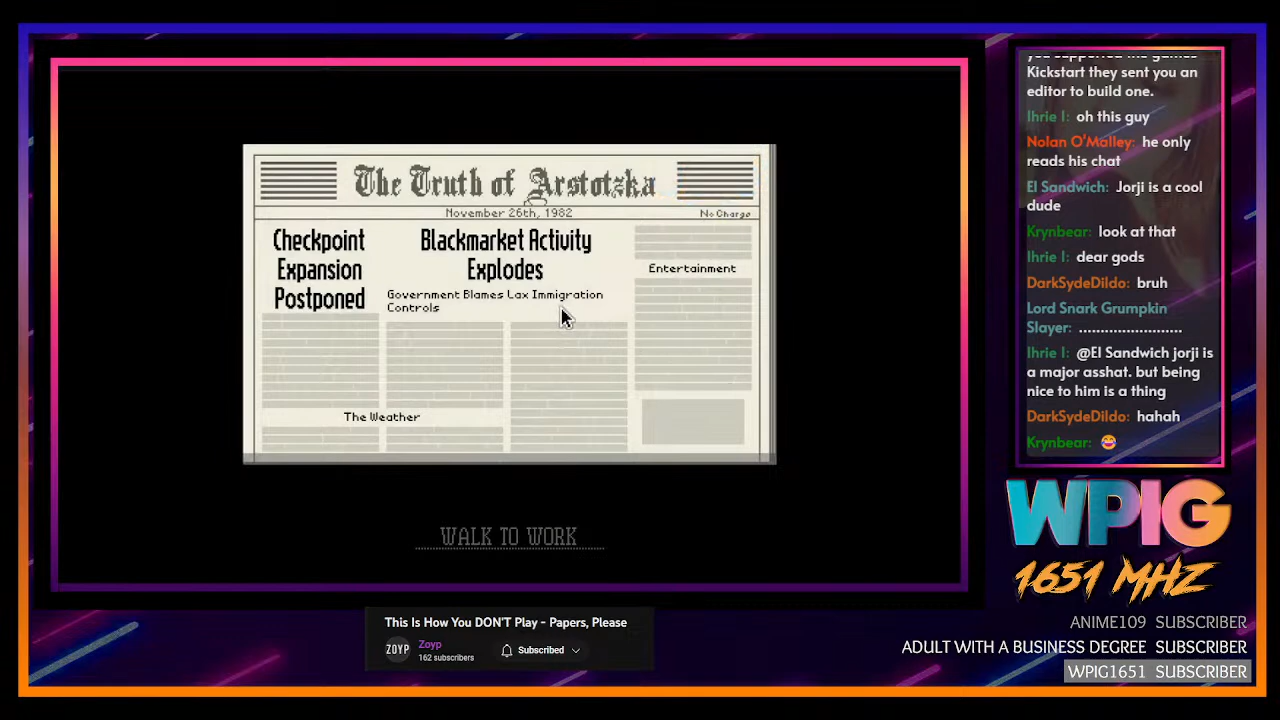 The Truth of Arstotzka
November 26th, 1982
No Charge
Checkpoint
Expansion
Postponed
Blackmarket Activity
Explodes
Government Blames Lax Immigration
Controls
Entertainment
The Weather
WALK TO WORK
you supported the games
Kickstart they sent you an
editor to build one.
Ihrie I: oh this guy
Nolan O'Malley: he only
reads his chat
El Sandwich: Jorji is a cool
dude
Krynbear: look at that
Ihrie I: dear gods
DarkSydeDildo: bruh
Lord Snark Grumpkin
Slayer: ........................
Ihrie I: @El Sandwich jorji is
a major asshat. but being
nice to him is a thing
DarkSydeDildo: hahah
Krynbear: 😂
WPIG
1651 MHZ
This Is How You DON'T Play - Papers, Please
ZOYP
Zoyp
162 subscribers
Subscribed
ANIME109 SUBSCRIBER
ADULT WITH A BUSINESS DEGREE SUBSCRIBER
WPIG1651 SUBSCRIBER